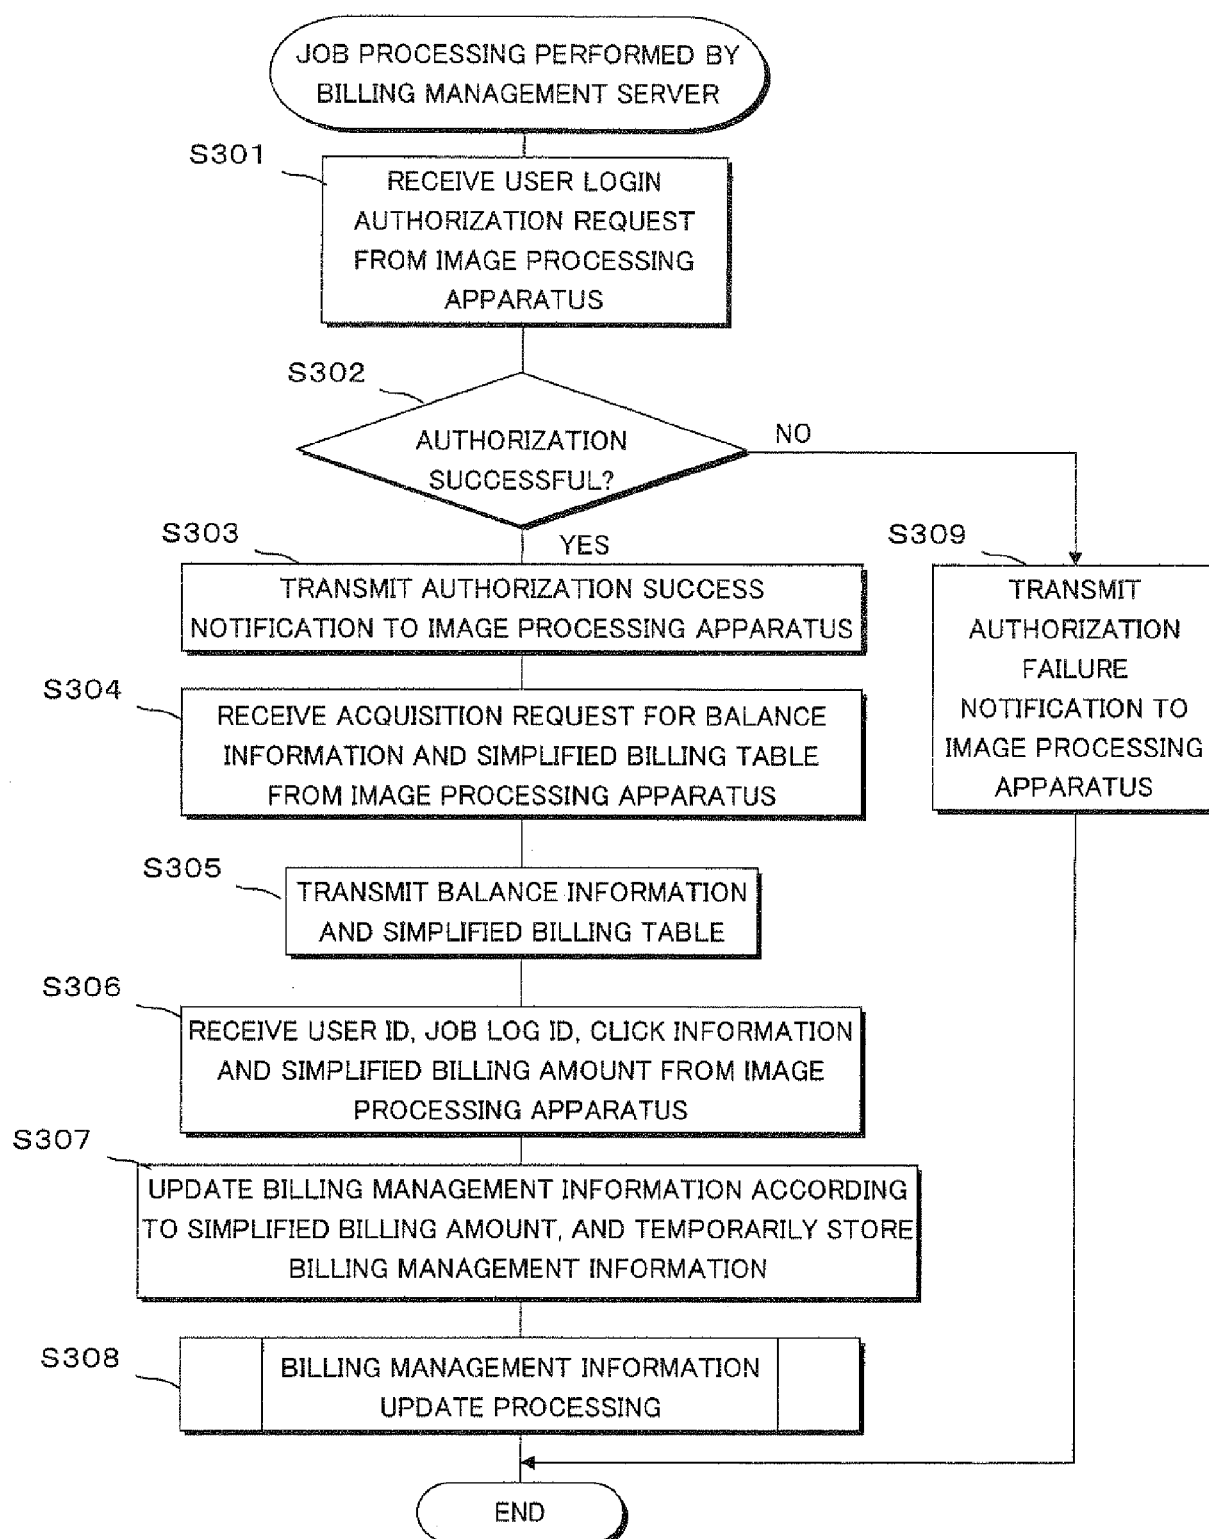 JOB PROCESSING PERFORMED BY
BILLING MANAGEMENT SERVER
S301
RECEIVE USER LOGIN
AUTHORIZATION REQUEST
FROM IMAGE PROCESSING
APPARATUS
S302
AUTHORIZATION
SUCCESSFUL?
NO
YES
S303
TRANSMIT AUTHORIZATION SUCCESS
NOTIFICATION TO IMAGE PROCESSING APPARATUS
S309
TRANSMIT
AUTHORIZATION
FAILURE
NOTIFICATION TO
IMAGE PROCESSING
APPARATUS
S304
RECEIVE ACQUISITION REQUEST FOR BALANCE
INFORMATION AND SIMPLIFIED BILLING TABLE
FROM IMAGE PROCESSING APPARATUS
S305
TRANSMIT BALANCE INFORMATION
AND SIMPLIFIED BILLING TABLE
S306
RECEIVE USER ID, JOB LOG ID, CLICK INFORMATION
AND SIMPLIFIED BILLING AMOUNT FROM IMAGE
PROCESSING APPARATUS
S307
UPDATE BILLING MANAGEMENT INFORMATION ACCORDING
TO SIMPLIFIED BILLING AMOUNT, AND TEMPORARILY STORE
BILLING MANAGEMENT INFORMATION
S308
BILLING MANAGEMENT INFORMATION
UPDATE PROCESSING
END